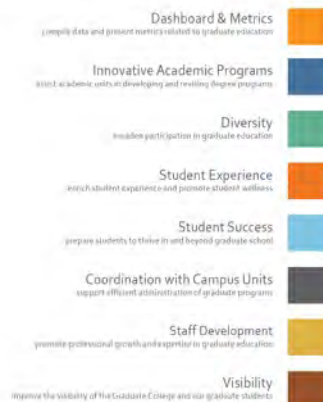 Dashboard & Metrics
compile data and present metrics related to graduate education
Innovative Academic Programs
assist academic units in developing and revising degree programs
Diversity
broaden participation in graduate education
Student Experience
enrich student experience and promote student wellness
Student Success
prepare students to thrive in and beyond graduate school
Coordination with Campus Units
support efficient administration of graduate programs
Staff Development
promote professional growth and expertise in graduate education
Visibility
improve the visibility of the Graduate College and our graduate students